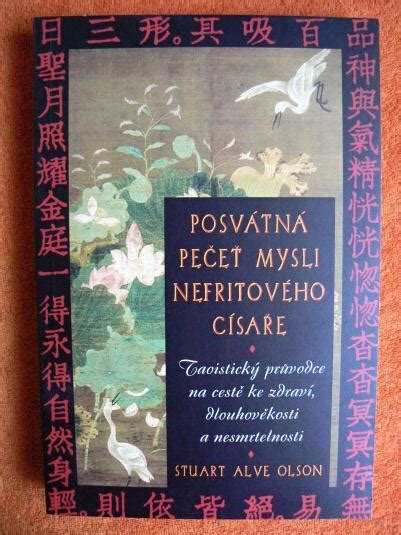 日三形。其吸百品
神與氣精恍恍惚惚杳杳冥冥存無
聖月照耀金庭一得永得自然身輕。
則依皆絕。易
POSVÁTNÁ
PEČEŤ MYSLI
NEFRITOVÉHO
CÍSAŘE
Taoistický průvodce
na cestě ke zdraví,
dlouhověkosti
a nesmrtelnosti
STUART ALVE OLSON